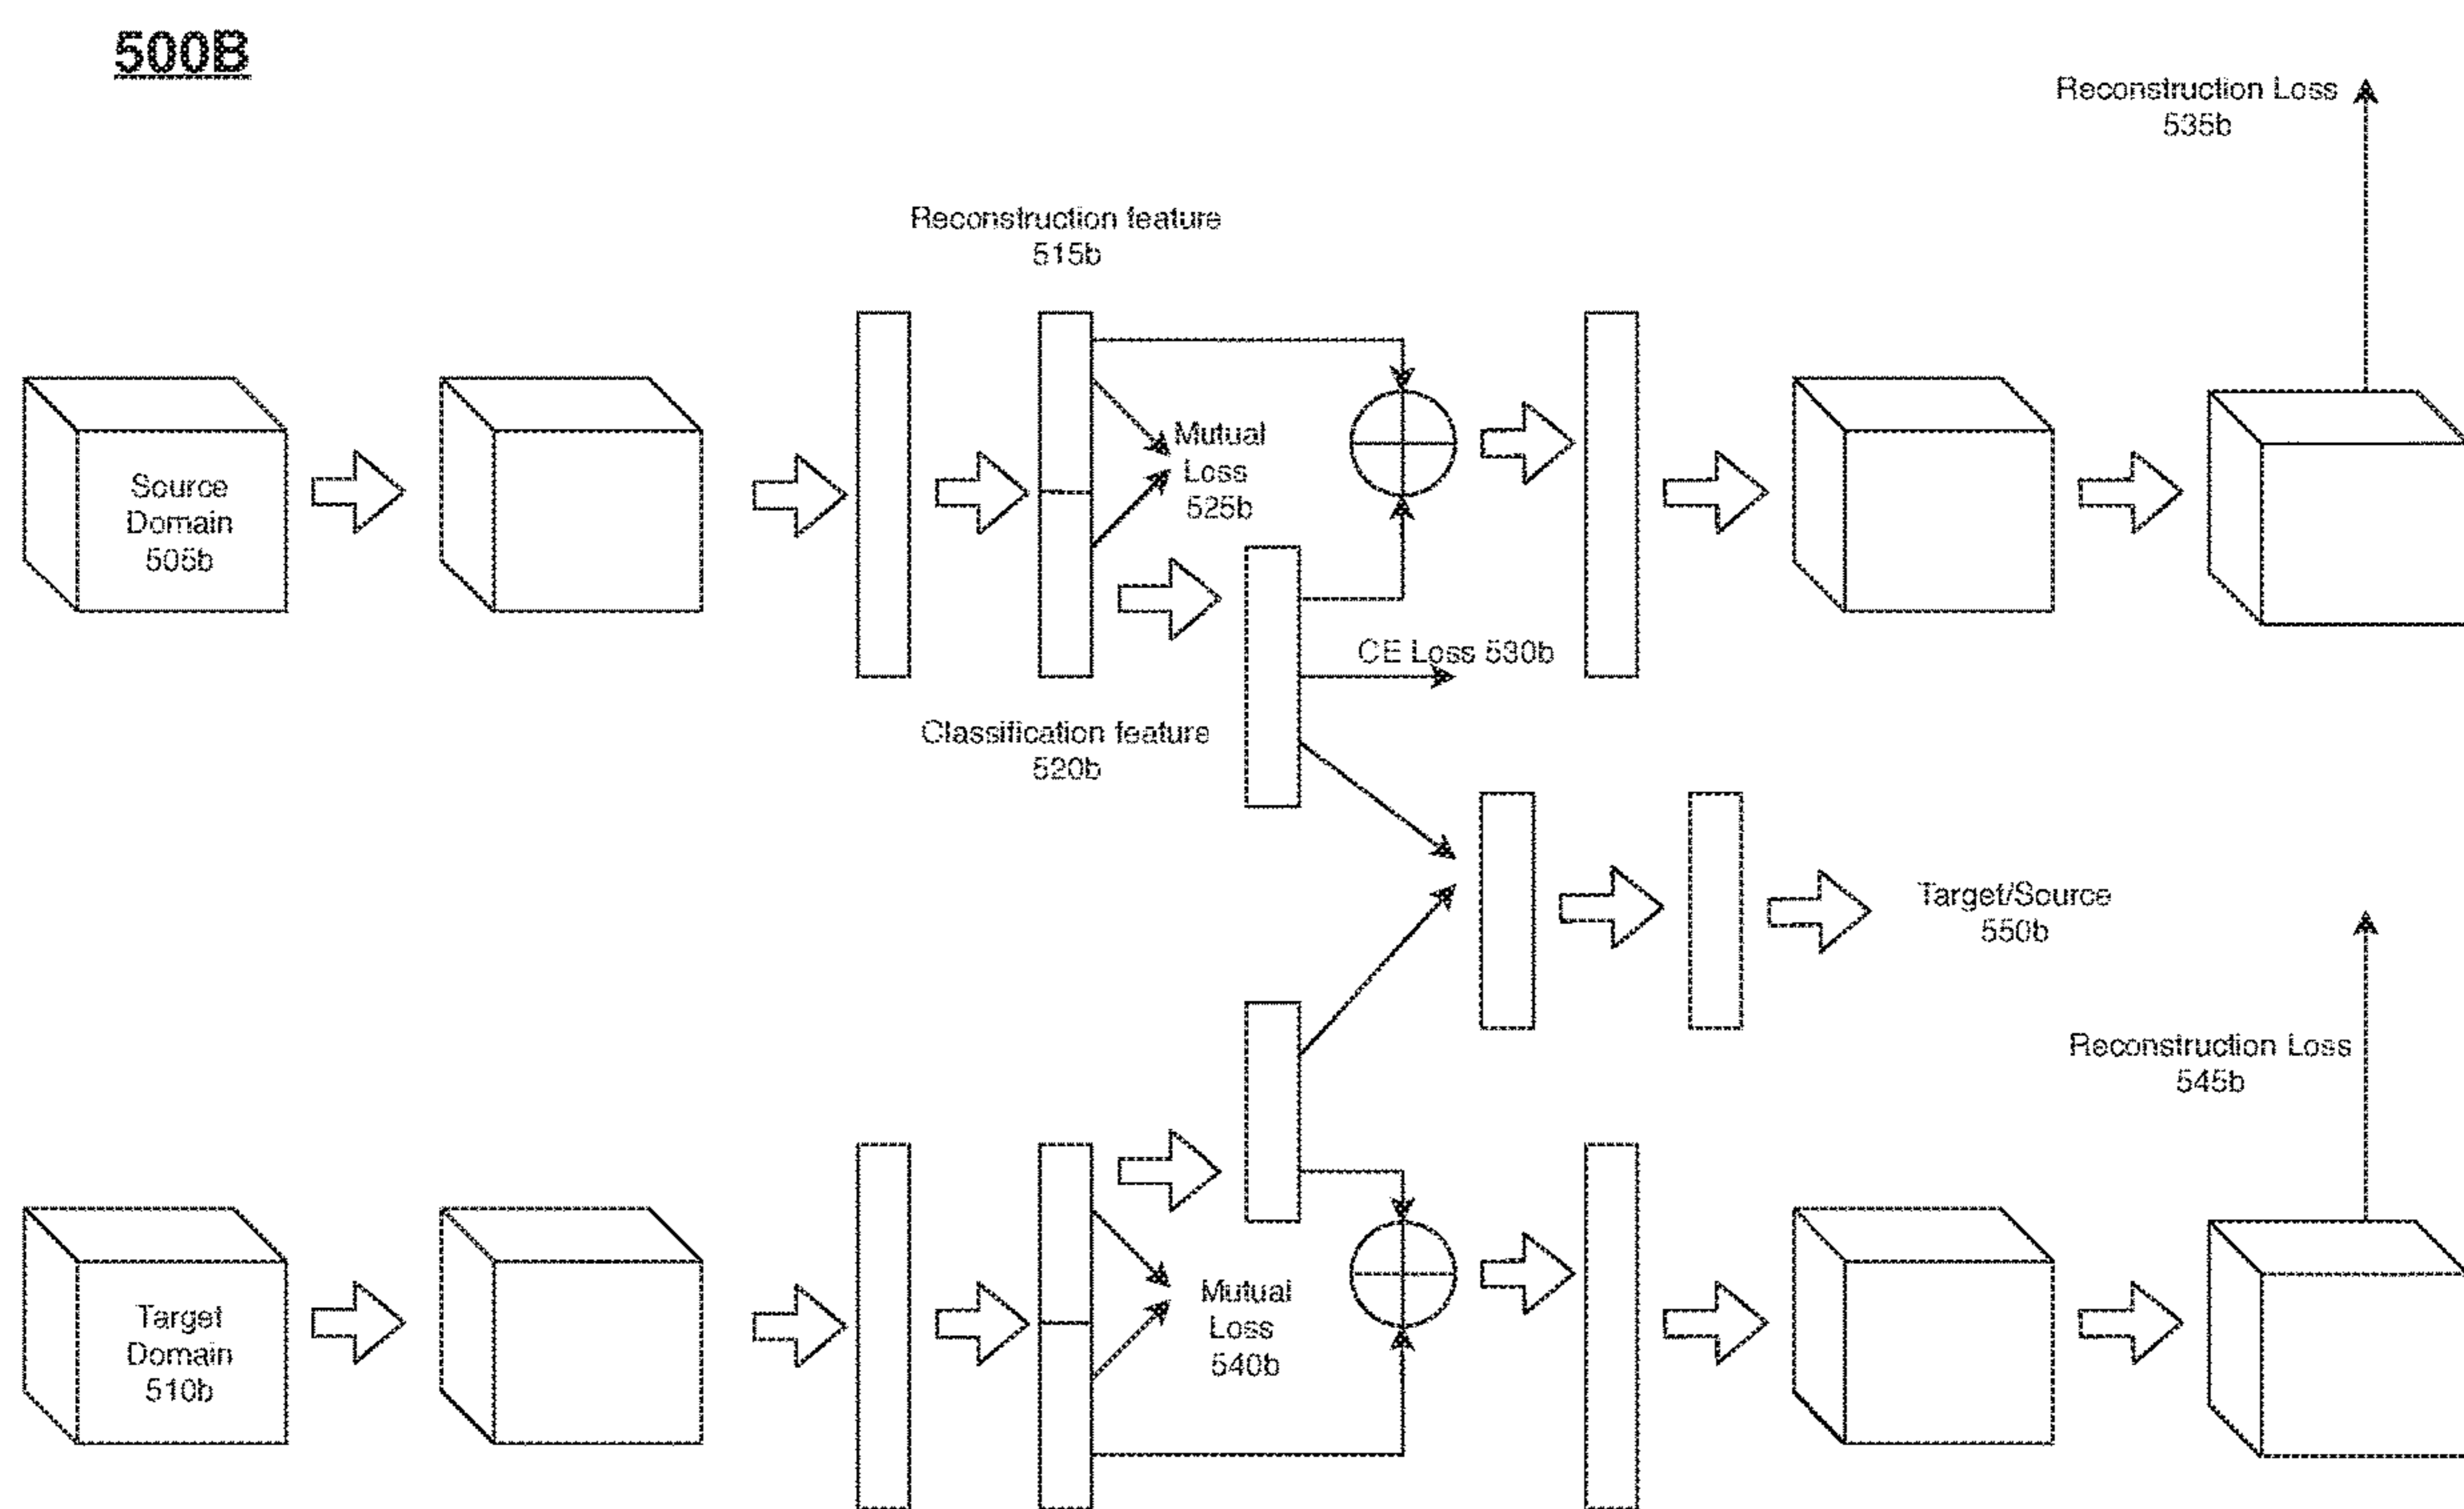 500B
Reconstruction Loss
535b
Reconstruction feature
515b
Mutual
Loss
525b
Source
Domain
505b
CE Loss 530b
Classification feature
520b
Target/Source
550b
Reconstruction Loss
545b
Mutual
Loss
540b
Target
Domain
510b